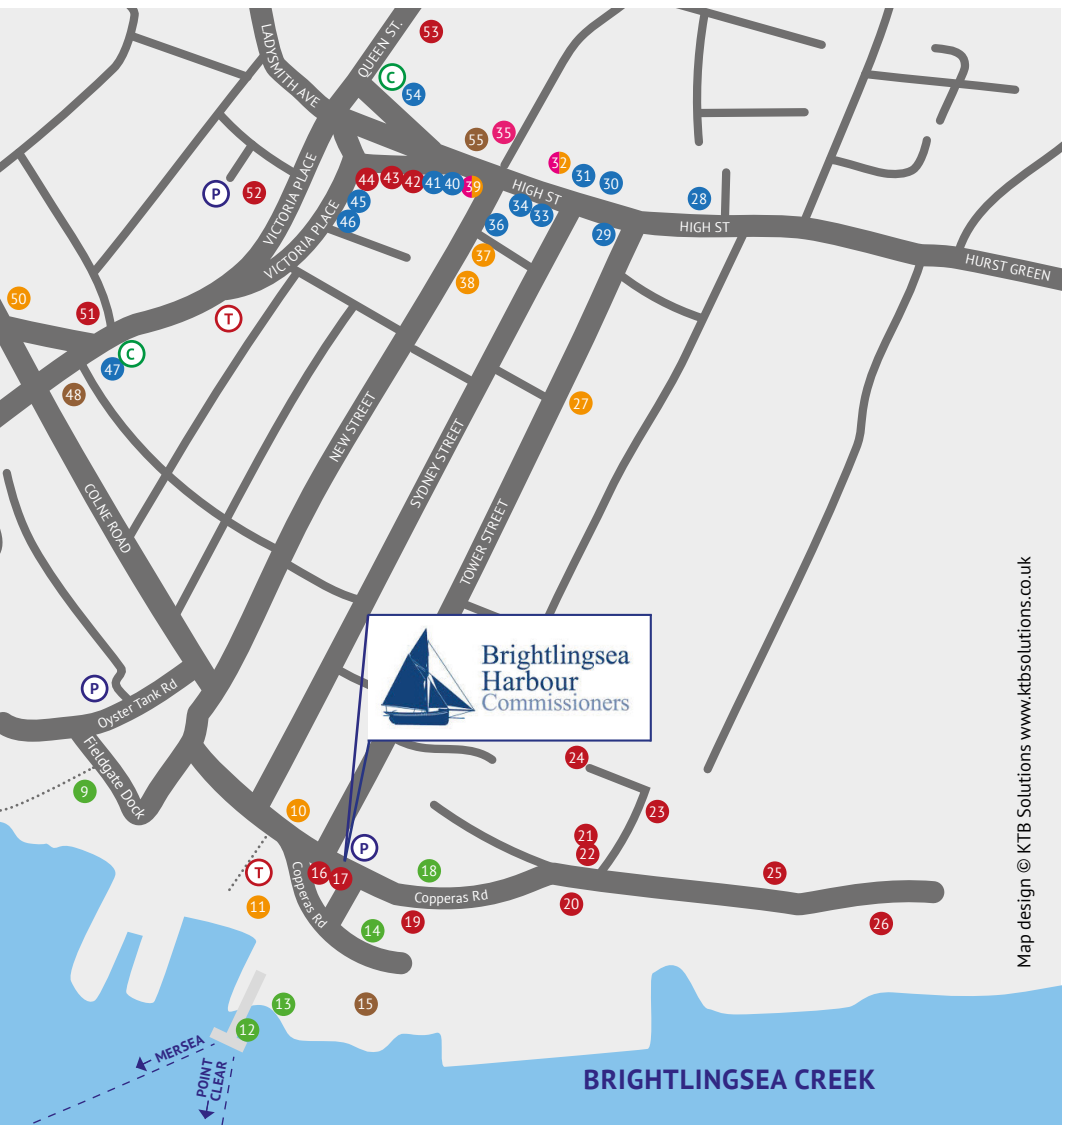 53
QUEEN ST.
LADYSMITH AVE
C
54
55
35
32
31
30
28
P
52
VICTORIA PLACE
44
43
42
41
40
39
HIGH ST
HIGH ST
HURST GREEN
45
46
VICTORIA PLACE
34
33
36
29
37
38
50
51
T
C
47
48
27
NEW STREET
SYDNEY STREET
TOWER STREET
COLNE ROAD
Brightlingsea
Harbour
Commissioners
P
Oyster Tank Rd
Fieldgate Dock
9
10
24
23
21
22
P
T
16
17
18
Copperas Rd
Copperas Rd
25
11
14
19
20
26
13
15
12
MERSEA
POINT
CLEAR
BRIGHTLINGSEA CREEK
Map design © KTB Solutions www.ktbsolutions.co.uk